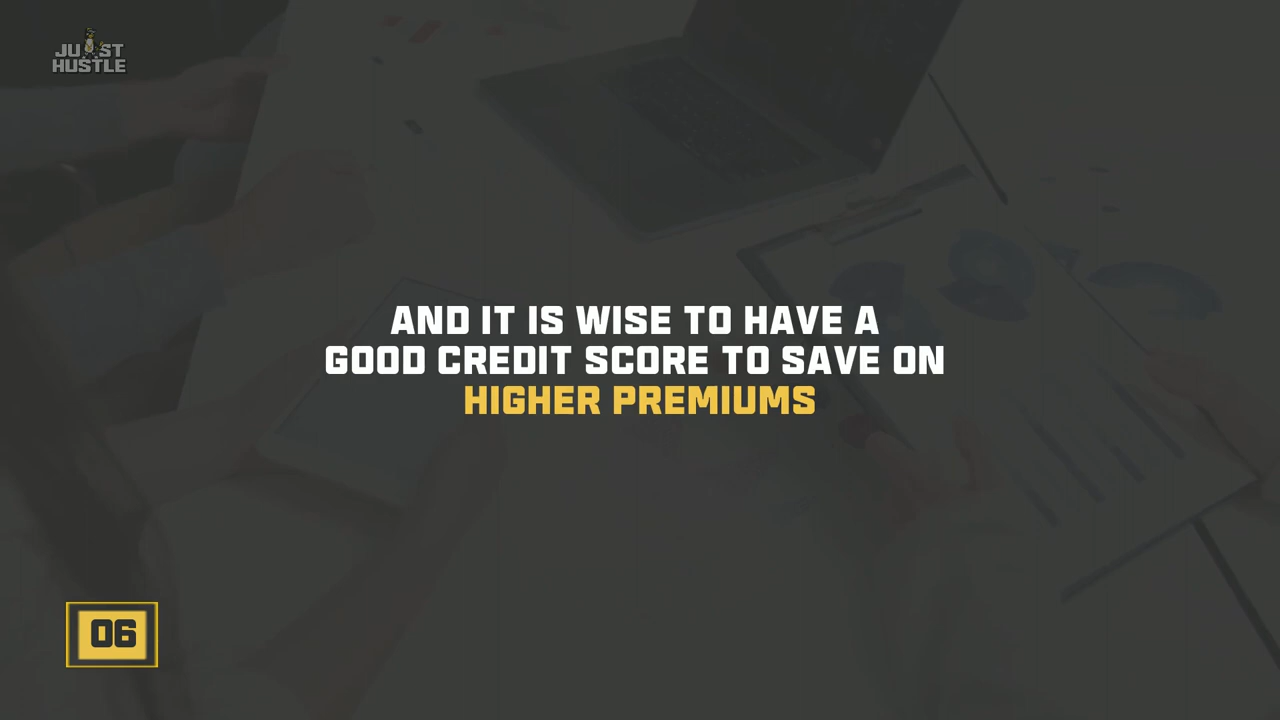 JUST
HUSTLE
AND IT IS WISE TO HAVE A
GOOD CREDIT SCORE TO SAVE ON
HIGHER PREMIUMS
06